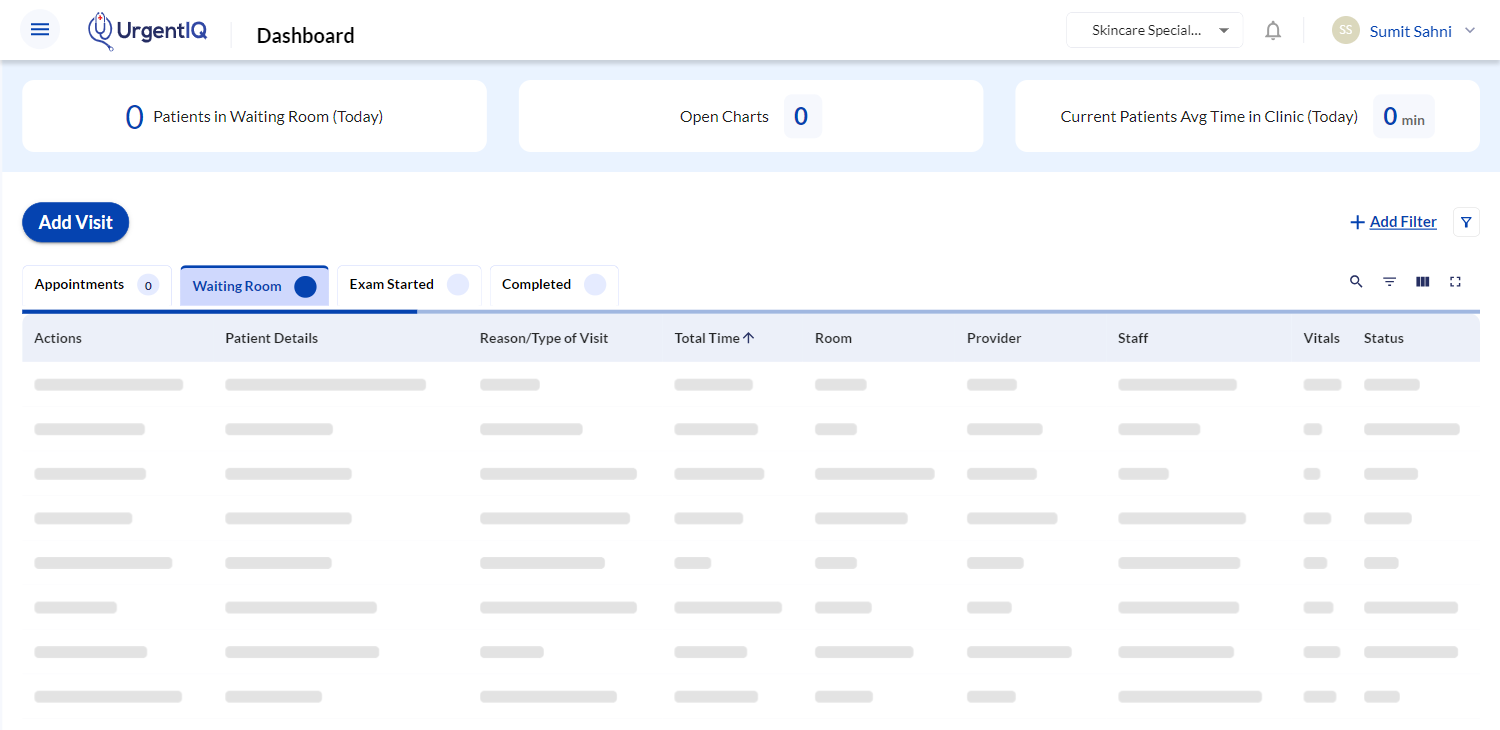 UrgentIQ
Dashboard
Skincare Special...
SS
Sumit Sahni
0 Patients in Waiting Room (Today)
Open Charts 0
Current Patients Avg Time in Clinic (Today) 0 min
Add Visit
Add Filter
Appointments 0
Waiting Room
Exam Started
Completed
Actions Patient Details Reason/Type of Visit Total Time Room Provider Staff Vitals Status